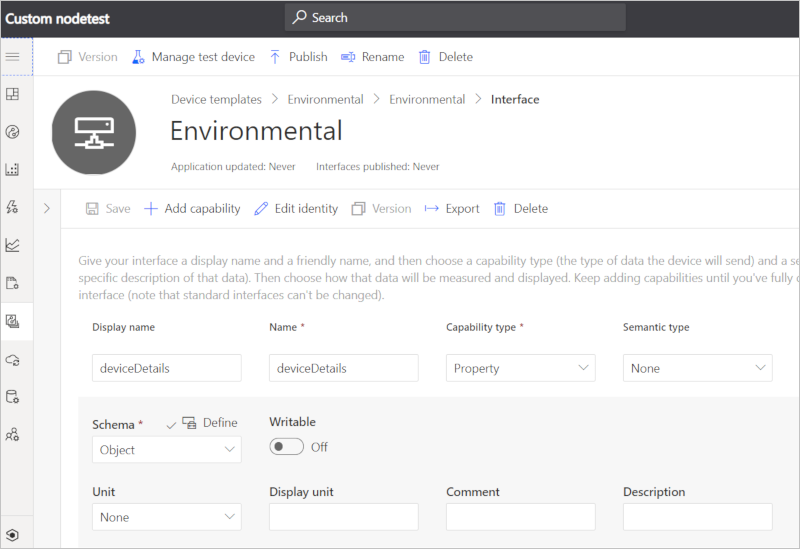 Custom nodetest
Search
Version Manage test device Publish Rename Delete
Device templates > Environmental > Environmental > Interface
Environmental
Application updated: Never Interfaces published: Never
Save Add capability Edit identity Version Export Delete
Give your interface a display name and a friendly name, and then choose a capability type (the type of data the device will send) and a se
specific description of that data). Then choose how that data will be measured and displayed. Keep adding capabilities until you've fully
interface (note that standard interfaces can't be changed).
Display name Name * Capability type * Semantic type
deviceDetails deviceDetails Property None
Schema * Define Writable
Object Off
Unit Display unit Comment Description
None